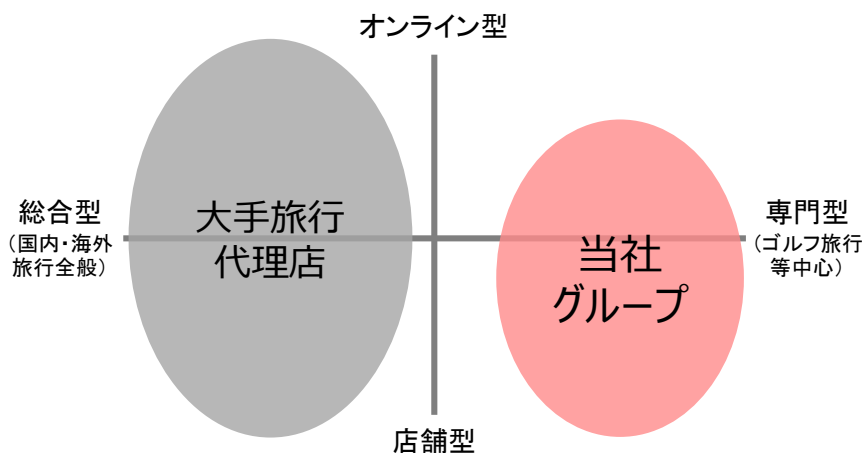 オンライン型
総合型
（国内・海外
旅行全般）
大手旅行
代理店
当社
グループ
専門型
（ゴルフ旅行
等中心）
店舗型